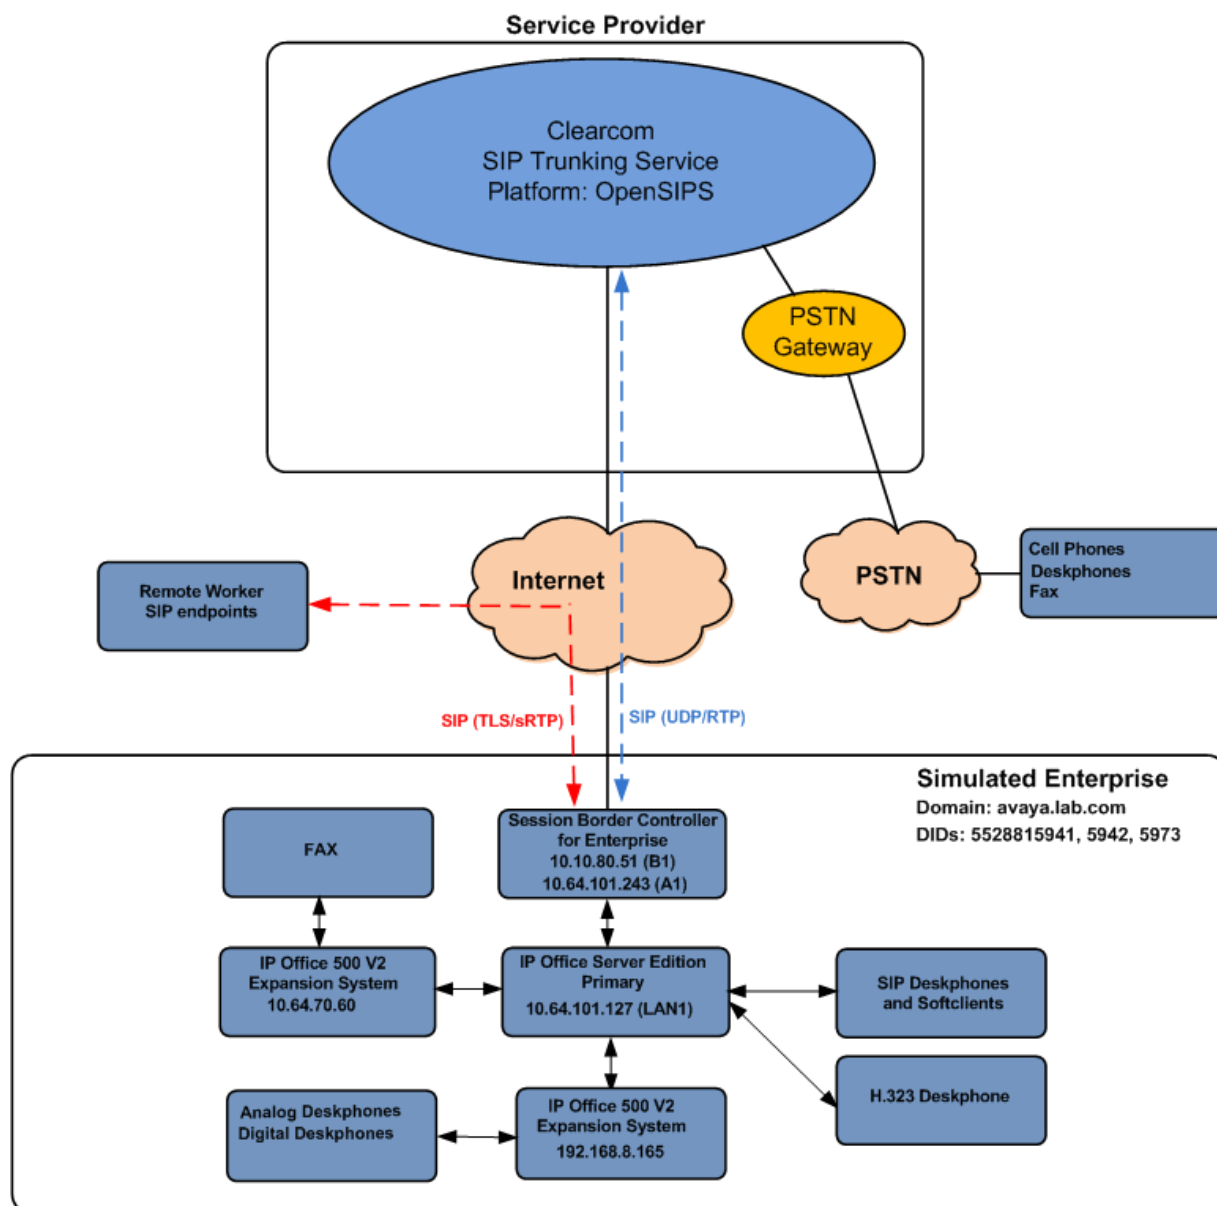 Service Provider
Clearcom
SIP Trunking Service
Platform: OpenSIPS
PSTN
Gateway
Internet
PSTN
Cell Phones
Deskphones
Fax
Remote Worker
SIP endpoints
SIP (TLS/sRTP)
SIP (UDP/RTP)
Simulated Enterprise
Domain: avaya.lab.com
DIDs: 5528815941, 5942, 5973
Session Border Controller
for Enterprise
10.10.80.51 (B1)
10.64.101.243 (A1)
FAX
IP Office 500 V2
Expansion System
10.64.70.60
IP Office Server Edition
Primary
10.64.101.127 (LAN1)
SIP Deskphones
and Softclients
H.323 Deskphone
Analog Deskphones
Digital Deskphones
IP Office 500 V2
Expansion System
192.168.8.165